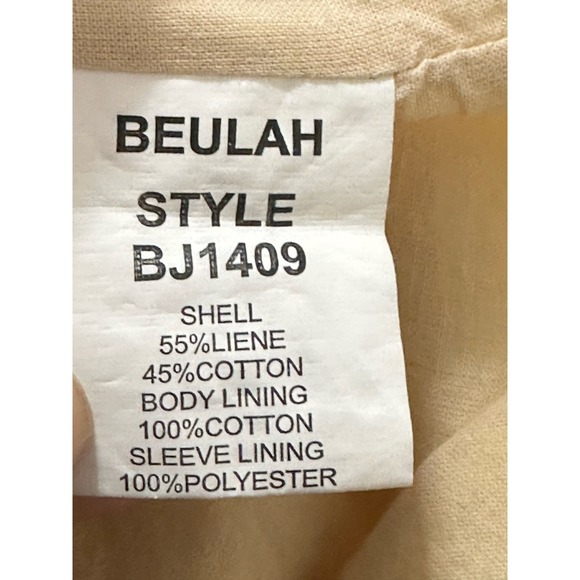 BEULAH
STYLE
BJ1409
SHELL
55%LIENE
45%COTTON
BODY LINING
100%COTTON
SLEEVE LINING
100%POLYESTER